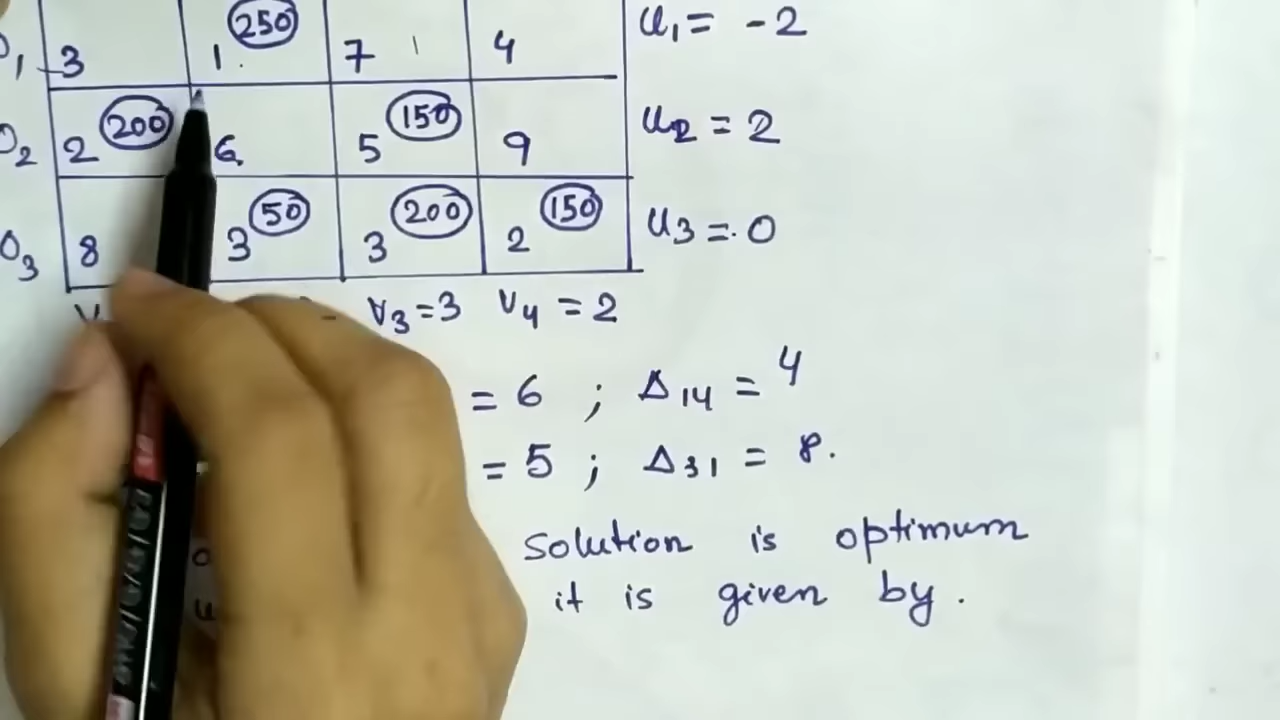 O1 3 1 250 7 4 u1 = -2
O2 2 200 6 5 150 9 u2 = 2
O3 8 3 50 3 200 2 150 u3 = 0
V V3 = 3 V4 = 2
= 6 ; Δ14 = 4
= 5 ; Δ31 = 8.
solution is optimum
it is given by.